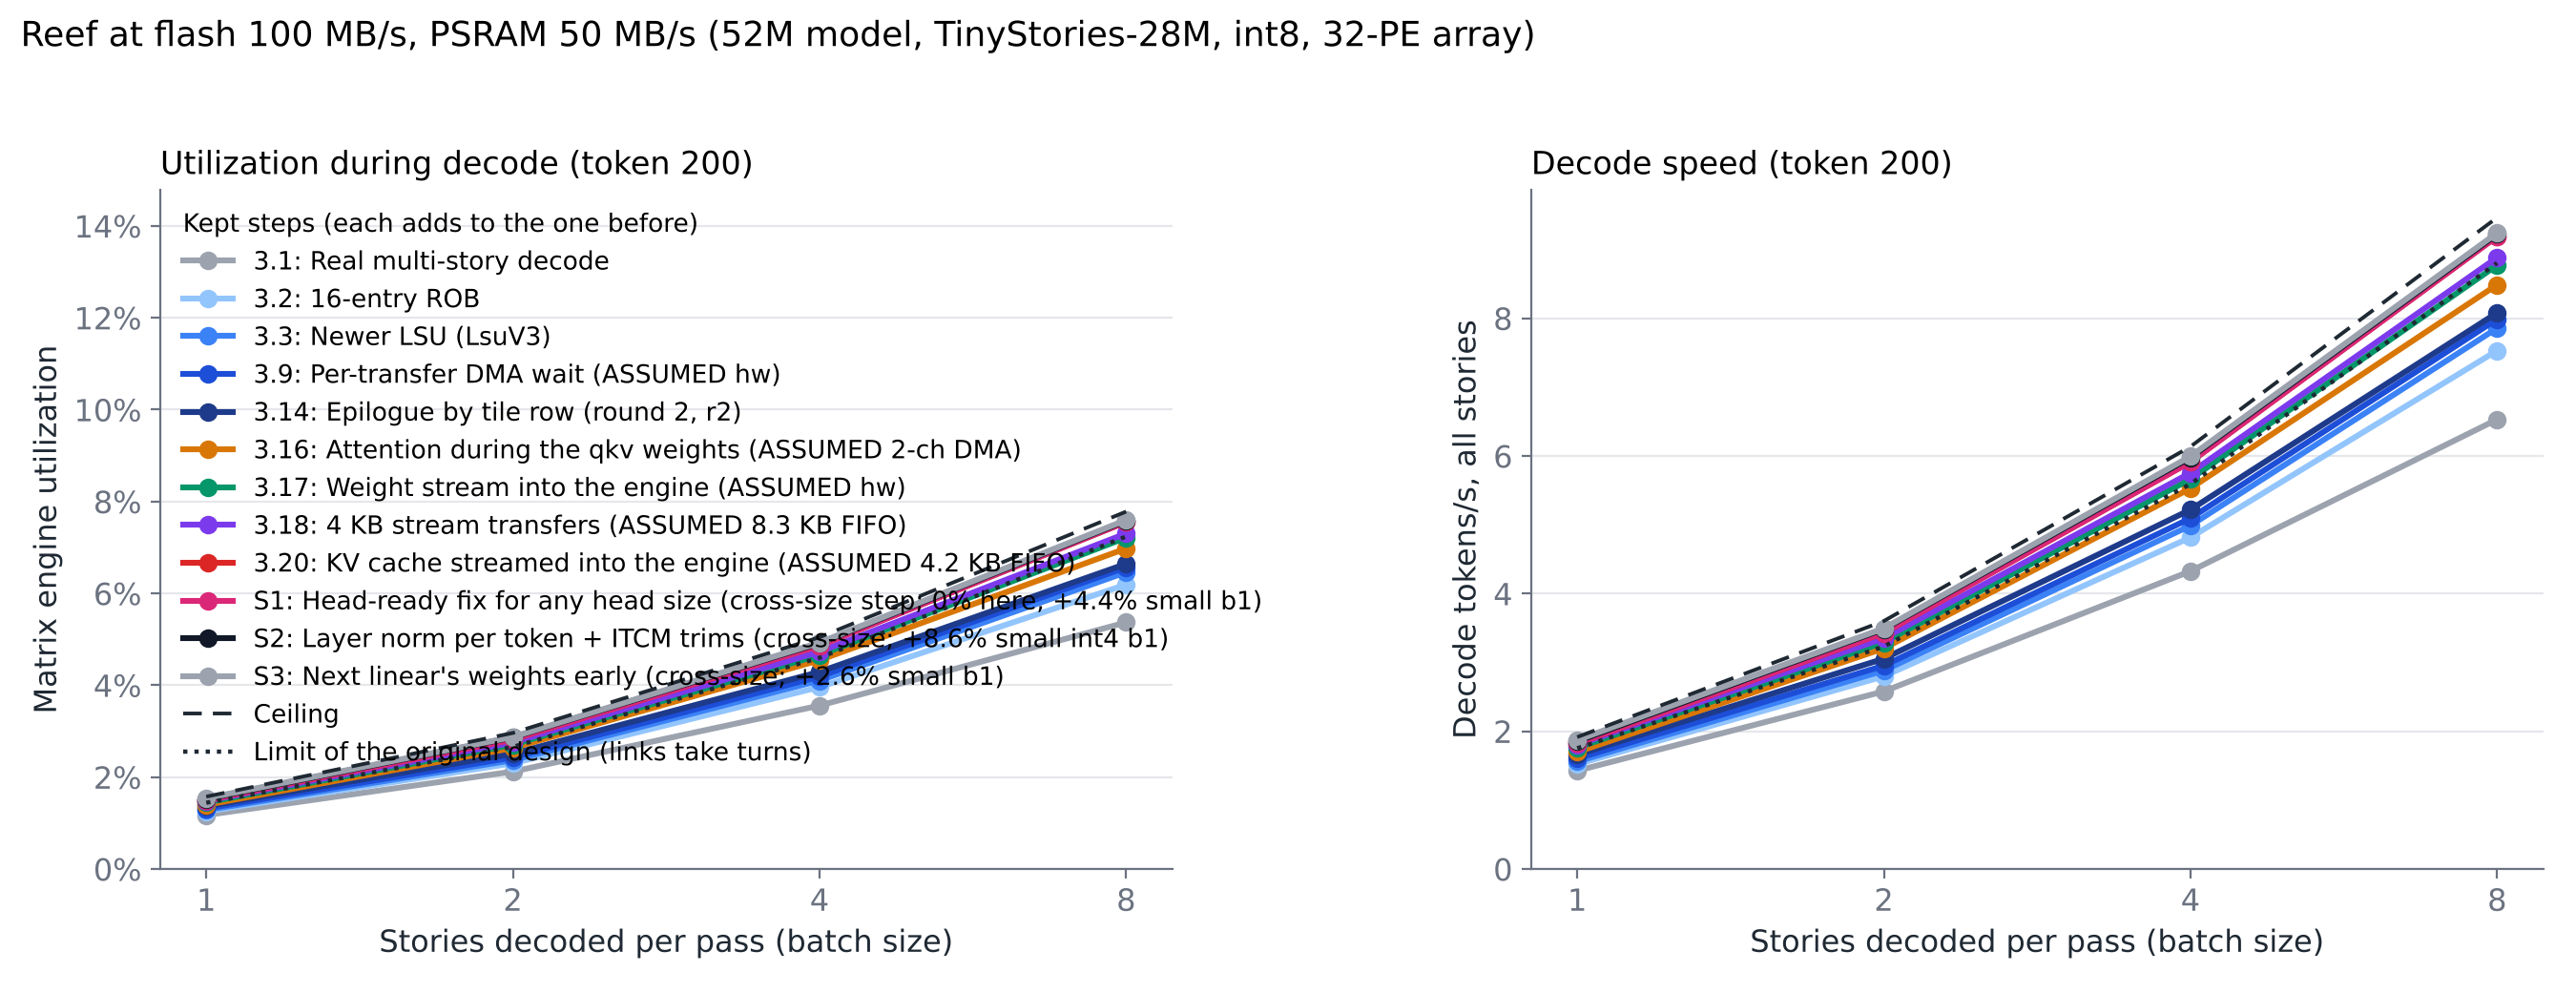 Reef at flash 100 MB/s, PSRAM 50 MB/s (52M model, TinyStories-28M, int8, 32-PE array)
Utilization during decode (token 200)
Matrix engine utilization
14%
12%
10%
8%
6%
4%
2%
0%
Kept steps (each adds to the one before)
3.1: Real multi-story decode
3.2: 16-entry ROB
3.3: Newer LSU (LsuV3)
3.9: Per-transfer DMA wait (ASSUMED hw)
3.14: Epilogue by tile row (round 2, r2)
3.16: Attention during the qkv weights (ASSUMED 2-ch DMA)
3.17: Weight stream into the engine (ASSUMED hw)
3.18: 4 KB stream transfers (ASSUMED 8.3 KB FIFO)
3.20: KV cache streamed into the engine (ASSUMED 4.2 KB FIFO)
S1: Head-ready fix for any head size (cross-size step, 0% here, +4.4% small b1)
S2: Layer norm per token + ITCM trims (cross-size; +8.6% small int4 b1)
S3: Next linear's weights early (cross-size; +2.6% small b1)
Ceiling
Limit of the original design (links take turns)
1 2 4 8
Stories decoded per pass (batch size)
Decode speed (token 200)
Decode tokens/s, all stories
8
6
4
2
0
1 2 4 8
Stories decoded per pass (batch size)